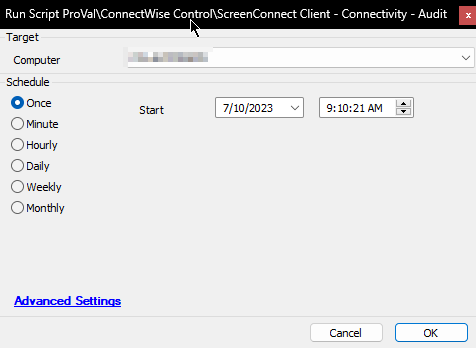 Run Script ProVal\ConnectWise Control\ScreenConnect Client - Connectivity - Audit x
Target
Computer
Schedule
Once
Minute
Hourly
Daily
Weekly
Monthly
Start 7/10/2023 9:10:21 AM
Advanced Settings
Cancel OK